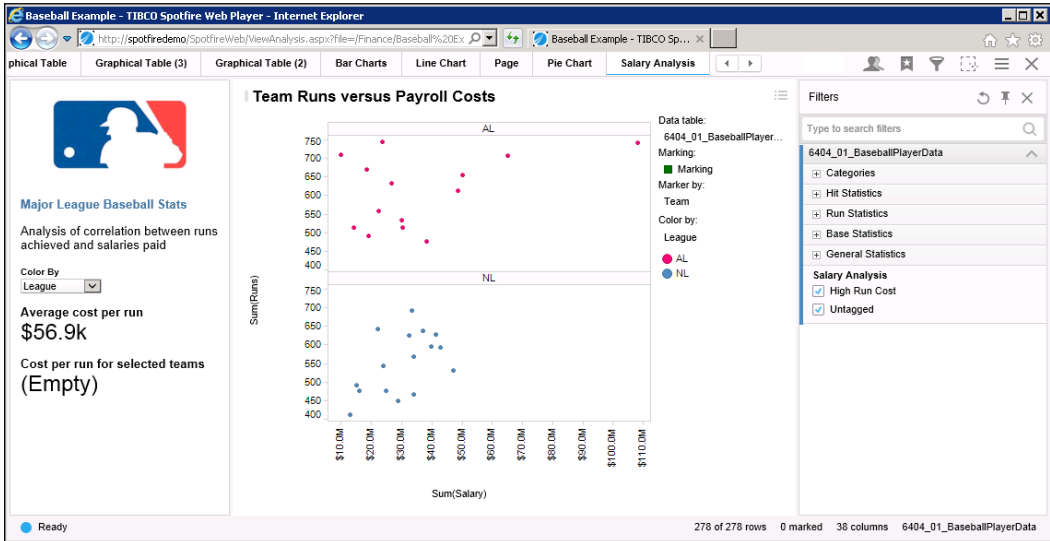 Baseball Example - TIBCO Spotfire Web Player - Internet Explorer
http://spotfiredemo/SpotfireWeb/ViewAnalysis.aspx?file=/Finance/Baseball%20Ex
Baseball Example - TIBCO Sp...
phical Table
Graphical Table (3)
Graphical Table (2)
Bar Charts
Line Chart
Page
Pie Chart
Salary Analysis
Major League Baseball Stats
Analysis of correlation between runs
achieved and salaries paid
Color By
League
Average cost per run
$56.9k
Cost per run for selected teams
(Empty)
Team Runs versus Payroll Costs
AL
750
700
650
600
550
500
450
400
NL
750
700
650
600
550
500
450
400
Sum(Runs)
$10.0M
$20.0M
$30.0M
$40.0M
$50.0M
$60.0M
$70.0M
$80.0M
$90.0M
$100.0M
$110.0M
Sum(Salary)
Data table:
6404_01_BaseballPlayer...
Marking:
Marking
Marker by:
Team
Color by:
League
AL
NL
Filters
Type to search filters
6404_01_BaseballPlayerData
Categories
Hit Statistics
Run Statistics
Base Statistics
General Statistics
Salary Analysis
High Run Cost
Untagged
Ready
278 of 278 rows
0 marked
38 columns
6404_01_BaseballPlayerData